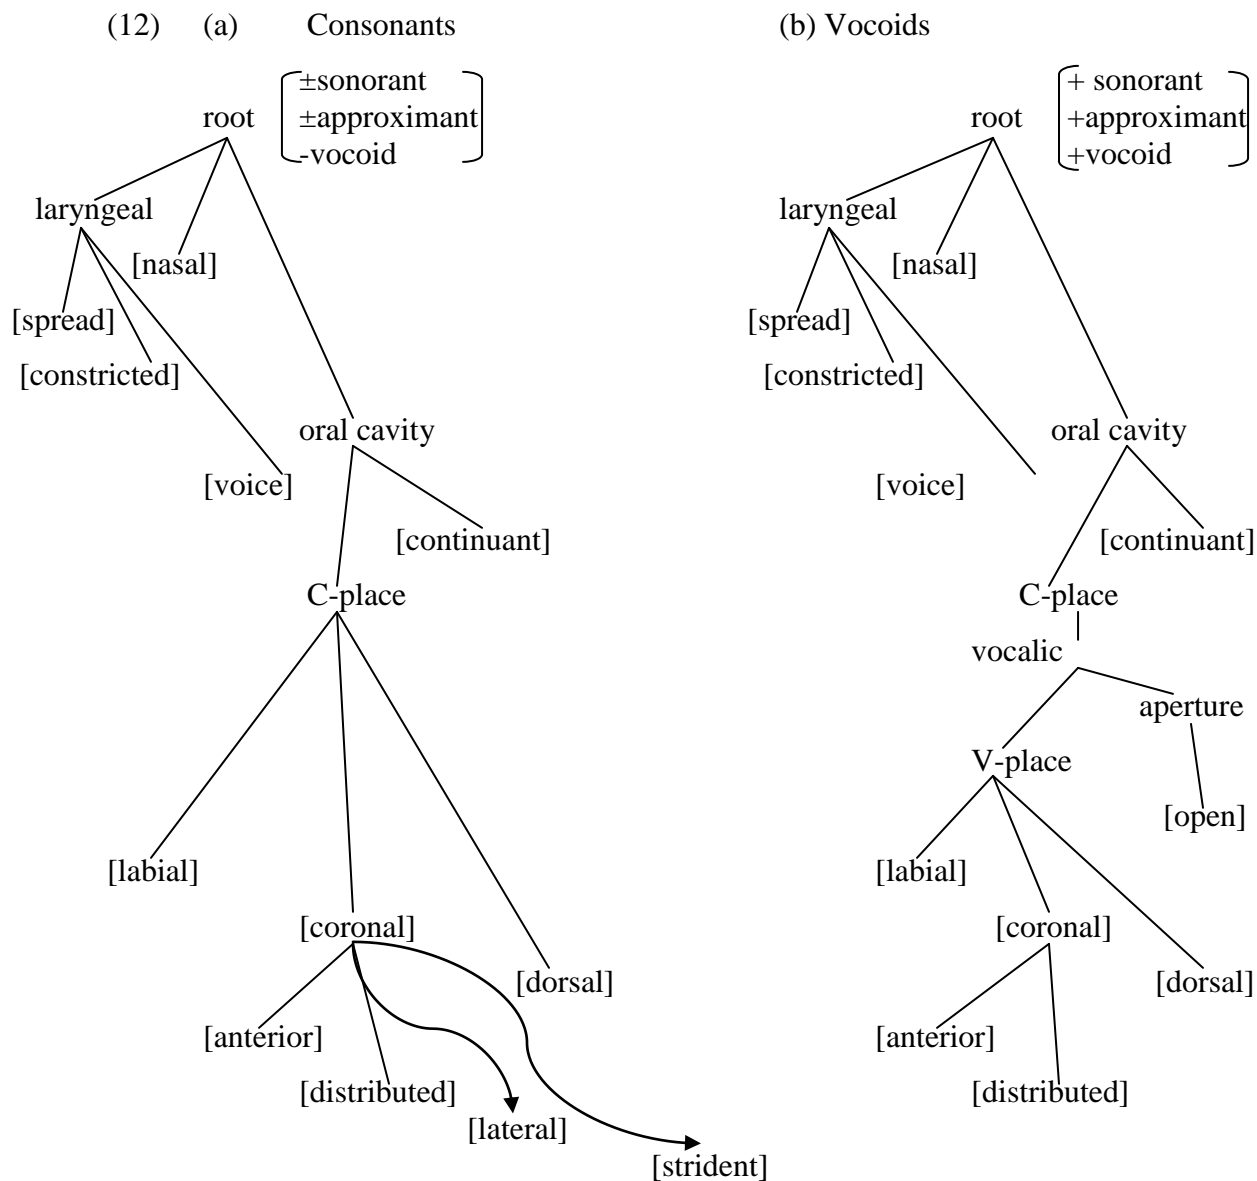 (12) (a) Consonants (b) Vocoids
±sonorant + sonorant
root ±approximant root +approximant
-vocoid +vocoid
laryngeal laryngeal
[nasal] [nasal]
[spread] [spread]
[constricted] [constricted]
oral cavity oral cavity
[voice] [voice]
[continuant] [continuant]
C-place C-place
vocalic
aperture
V-place
[open]
[labial] [labial]
[coronal] [coronal]
[dorsal] [dorsal]
[anterior] [anterior]
[distributed] [distributed]
[lateral]
[strident]